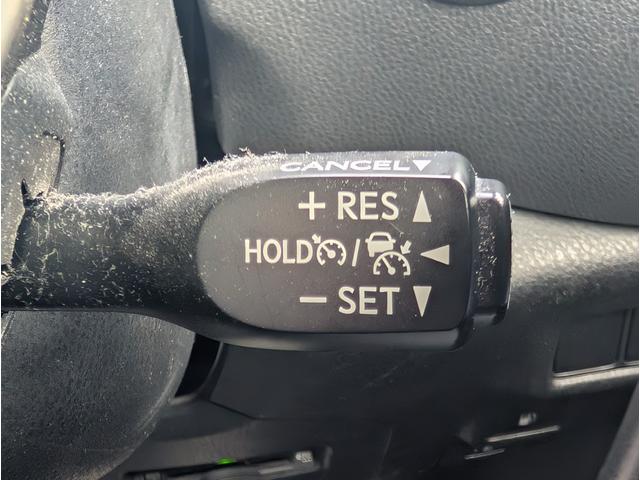 CANCEL▼
+ RES ▲
HOLD / ◀
− SET ▼